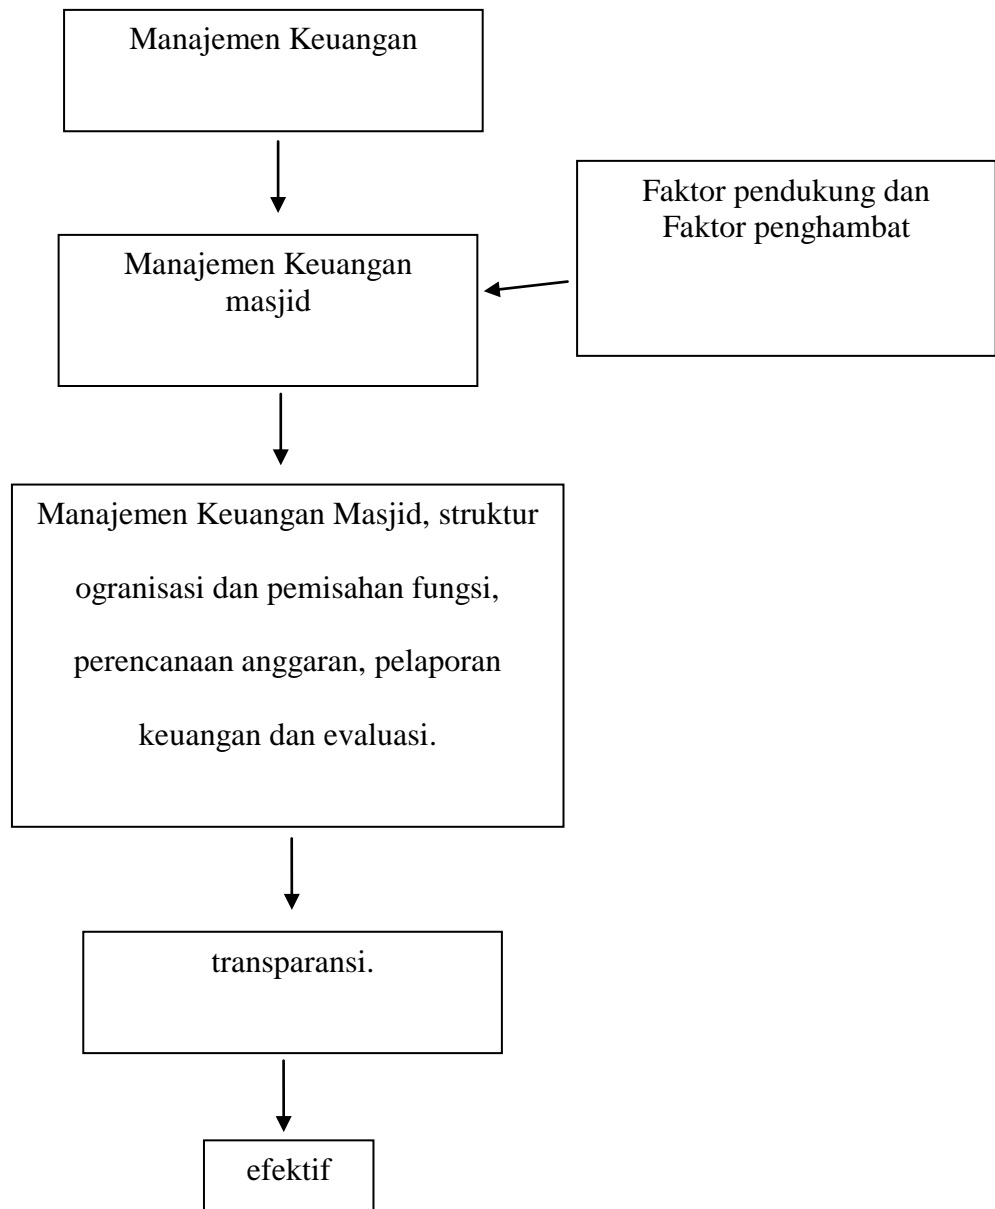 Manajemen Keuangan
Faktor pendukung dan
Faktor penghambat
Manajemen Keuangan
masjid
Manajemen Keuangan Masjid, struktur
ogranisasi dan pemisahan fungsi,
perencanaan anggaran, pelaporan
keuangan dan evaluasi.
transparansi.
efektif